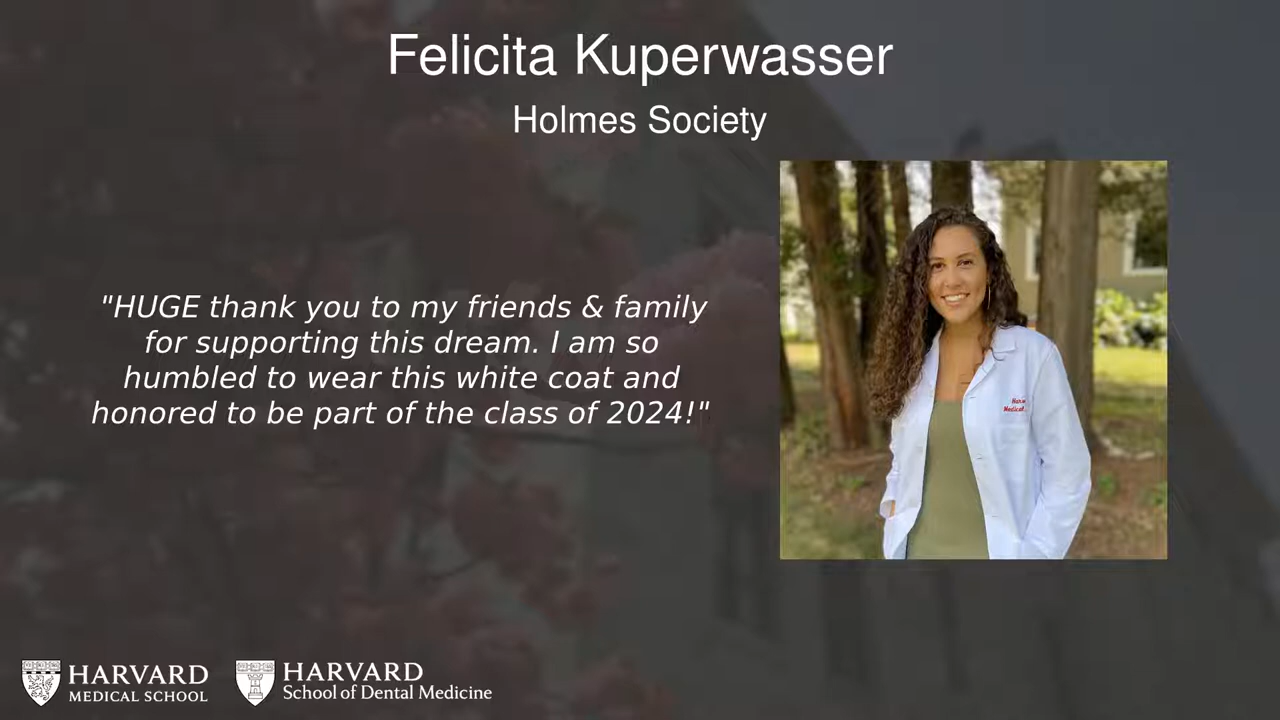 Felicita Kuperwasser
Holmes Society
"HUGE thank you to my friends & family
for supporting this dream. I am so
humbled to wear this white coat and
honored to be part of the class of 2024!"
Medical
HARVARD
MEDICAL SCHOOL
HARVARD
School of Dental Medicine